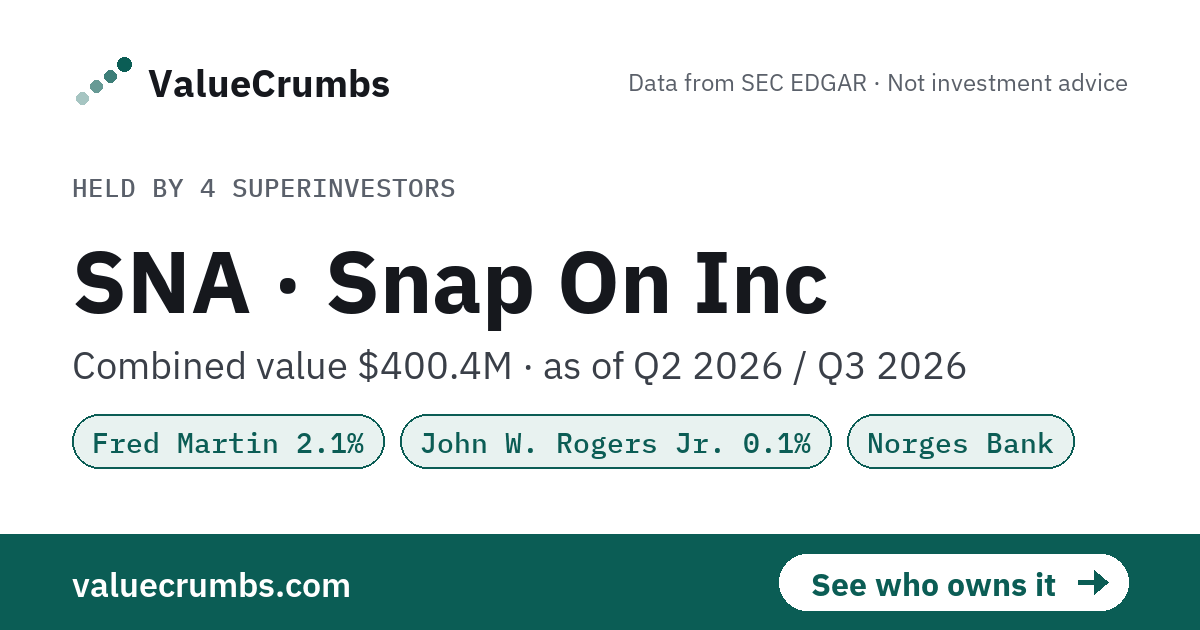 ValueCrumbs
Data from SEC EDGAR · Not investment advice
HELD BY 4 SUPERINVESTORS
SNA · Snap On Inc
Combined value $400.4M · as of Q2 2026 / Q3 2026
Fred Martin 2.1%
John W. Rogers Jr. 0.1%
Norges Bank
valuecrumbs.com
See who owns it →